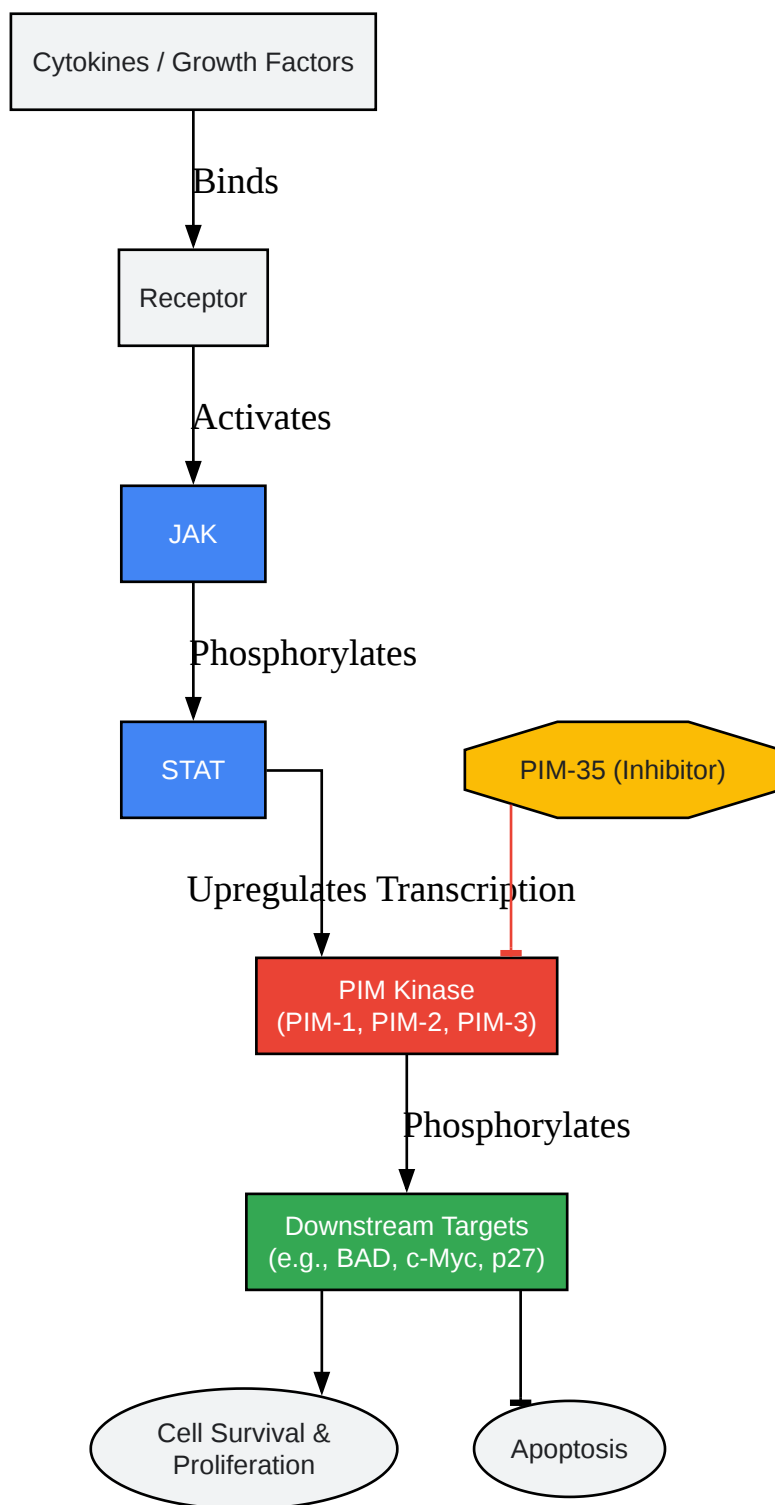 Cytokines / Growth Factors
Binds
Receptor
Activates
JAK
Phosphorylates
STAT
PIM-35 (Inhibitor)
Upregulates Transcription
PIM Kinase
(PIM-1, PIM-2, PIM-3)
Phosphorylates
Downstream Targets
(e.g., BAD, c-Myc, p27)
Cell Survival &
Proliferation
Apoptosis